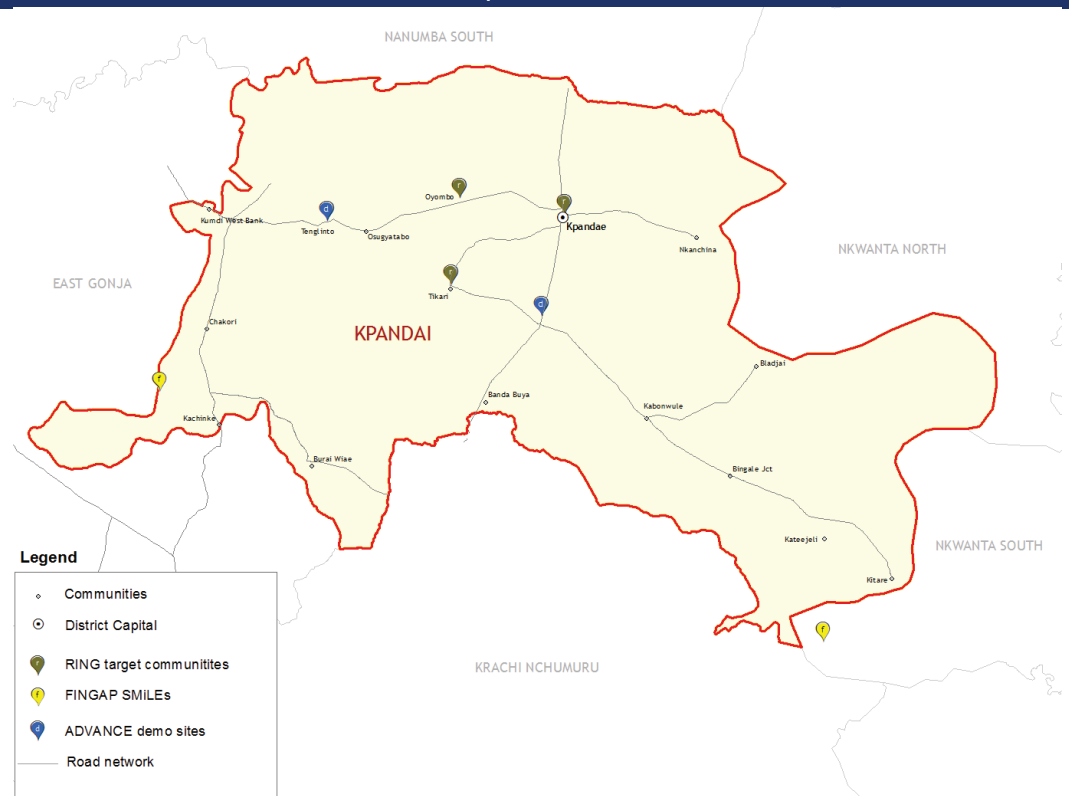 NANUMBA SOUTH
r
Oyombo
r
d
Kumdi West Bank
Tenglinto
Osugyatabo
Kpandae
Nkanchina
NKWANTA NORTH
EAST GONJA
r
Tikari
d
Chakori
KPANDAI
Bladjai
f
Banda Buya
Kachinke
Kabonwule
Burai Wiae
Bingale Jct
Kateejeli
NKWANTA SOUTH
Kitare
f
KRACHI NCHUMURU
Legend
Communities
District Capital
r RING target communitites
f FINGAP SMiLEs
d ADVANCE demo sites
Road network